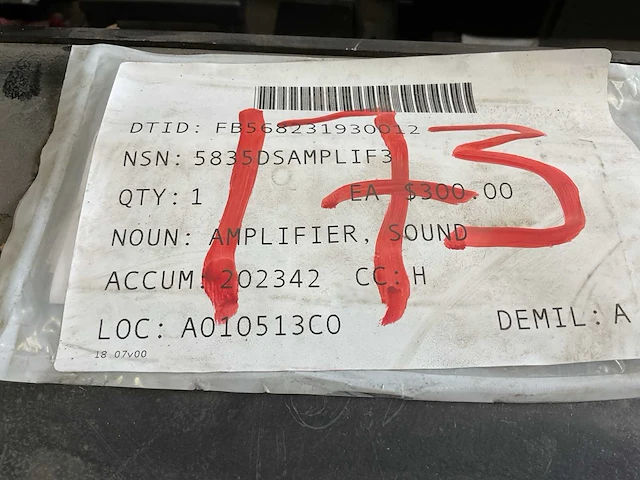 DTID: FB568231930012
NSN: 5835DSAMPLIF3
QTY: 1 EA $300.00
NOUN: AMPLIFIER, SOUND
ACCUM: 202342 CC: H
LOC: A010513CO DEMIL: A
18 07v00
173